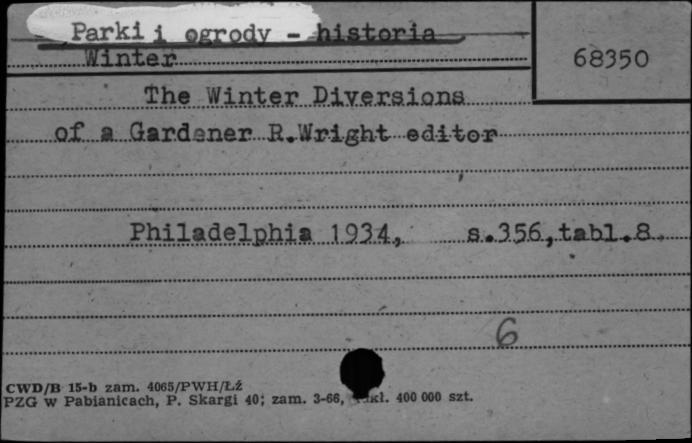 Parki i ogrody - historia
Winter
68350
The Winter Diversions
of a Gardener R.Wright editor
Philadelphia 1934, s.356,tabl.8.
6
CWD/B 15-b zam. 4065/PWH/Łź
PZG w Pabianicach, P. Skargi 40; zam. 3-66, 400 000 szt.